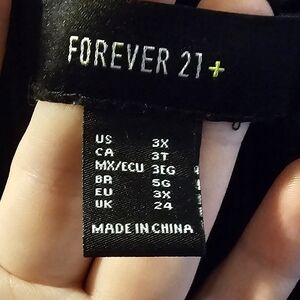 FOREVER 21+
US 3X
CA 3T
MX/ECU 3EG
BR 5G
EU 3X
UK 24
MADE IN CHINA